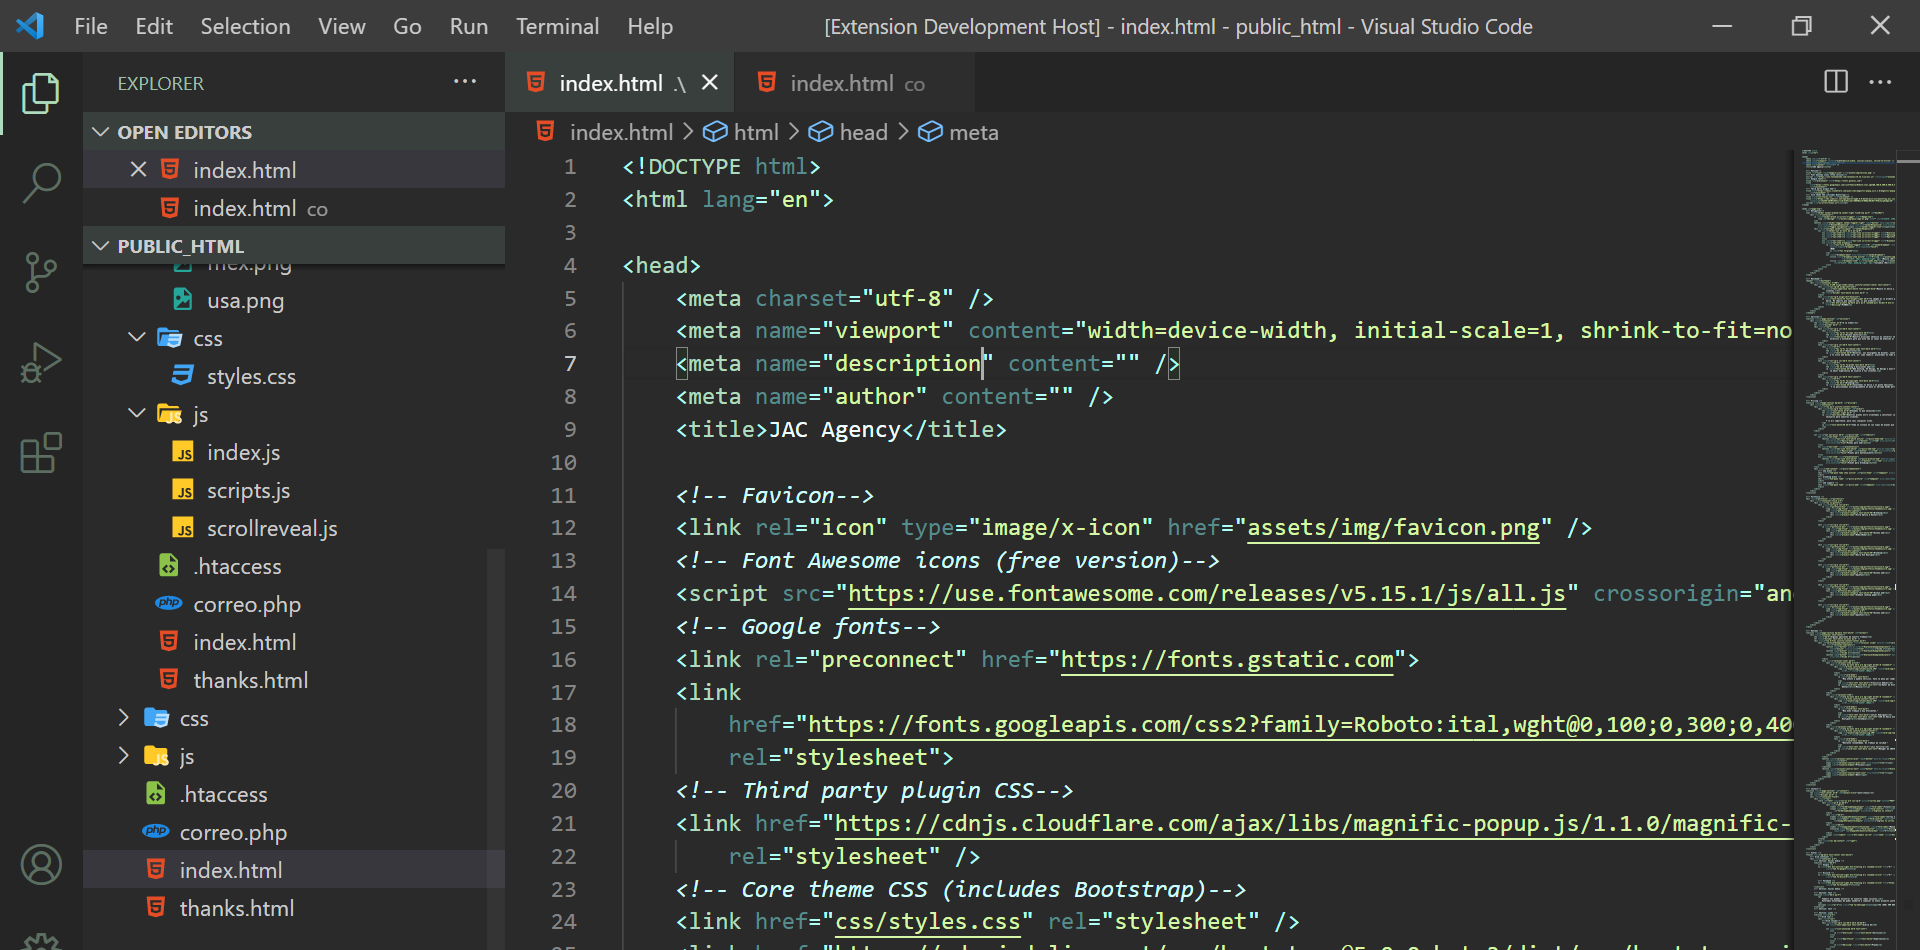 File Edit Selection View Go Run Terminal Help [Extension Development Host] - index.html - public_html - Visual Studio Code
EXPLORER ...
OPEN EDITORS
index.html
index.html co
PUBLIC_HTML
mex.png
usa.png
css
styles.css
js
JS index.js
JS scripts.js
JS scrollreveal.js
.htaccess
php correo.php
index.html
thanks.html
css
js
.htaccess
php correo.php
index.html
thanks.html
index.html .\ index.html co
index.html > html > head > meta
1 <!DOCTYPE html>
2 <html lang="en">
3
4 <head>
5 <meta charset="utf-8" />
6 <meta name="viewport" content="width=device-width, initial-scale=1, shrink-to-fit=no
7 <meta name="description" content="" />
8 <meta name="author" content="" />
9 <title>JAC Agency</title>
10
11 <!-- Favicon-->
12 <link rel="icon" type="image/x-icon" href="assets/img/favicon.png" />
13 <!-- Font Awesome icons (free version)-->
14 <script src="https://use.fontawesome.com/releases/v5.15.1/js/all.js" crossorigin="an
15 <!-- Google fonts-->
16 <link rel="preconnect" href="https://fonts.gstatic.com">
17 <link
18 href="https://fonts.googleapis.com/css2?family=Roboto:ital,wght@0,100;0,300;0,40
19 rel="stylesheet">
20 <!-- Third party plugin CSS-->
21 <link href="https://cdnjs.cloudflare.com/ajax/libs/magnific-popup.js/1.1.0/magnific-
22 rel="stylesheet" />
23 <!-- Core theme CSS (includes Bootstrap)-->
24 <link href="css/styles.css" rel="stylesheet" />